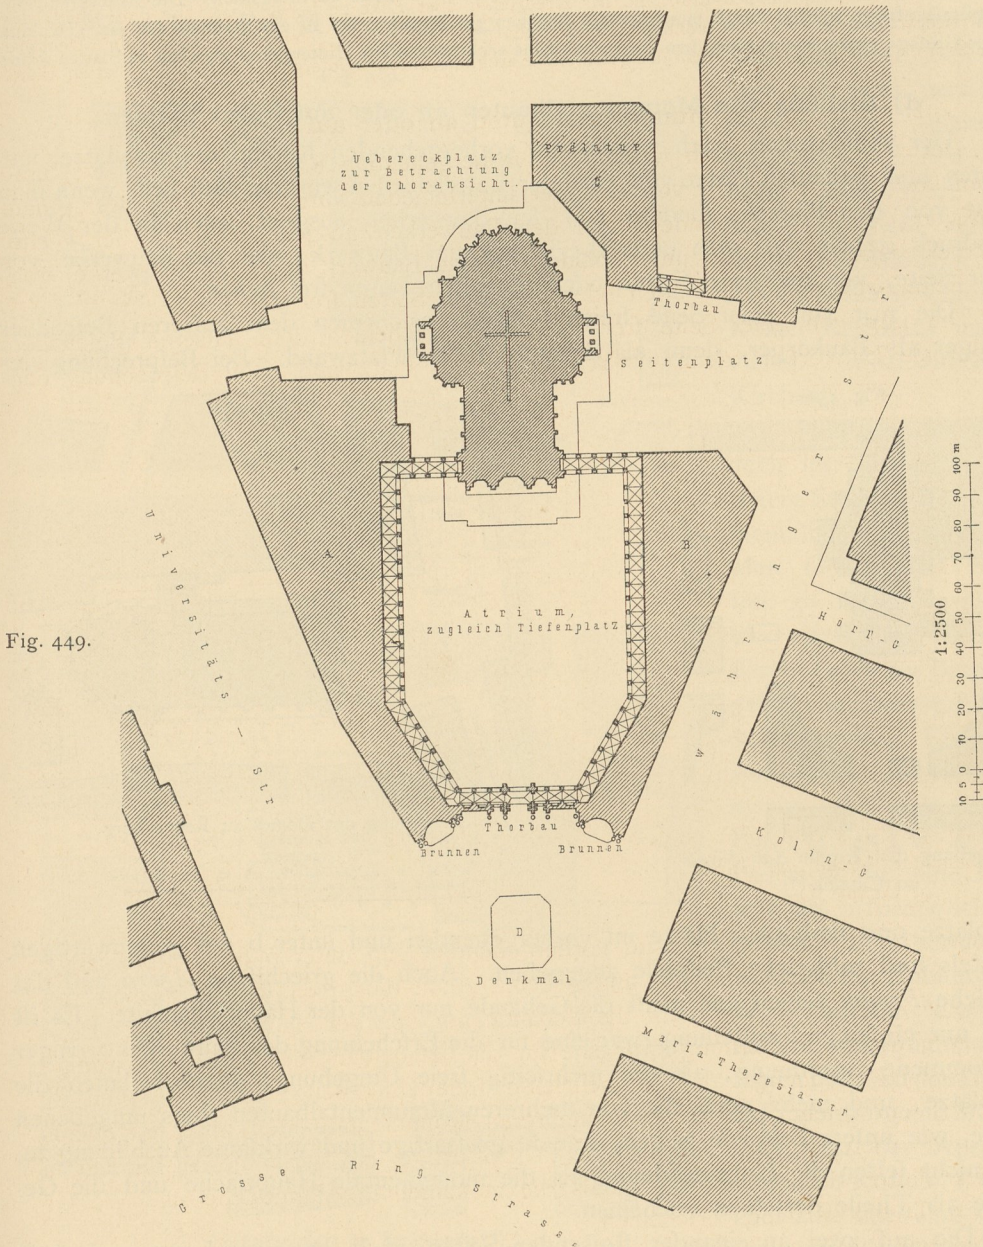 Prälatur
C
Uebereckplatz
zur Betrachtung
der Choransicht.
Thorbau
Seitenplatz
Währinger Str
A
B
Universitäts - Str
Atrium,
zugleich Tiefenplatz
Fig. 449.
Hörl-G
1:2500
10 5 0 10 20 30 40 50 60 70 80 90 100 m
Thorbau
Brunnen
Brunnen
Kolin-G
D
Denkmal
Maria Theresia-str.
Grosse Ring-Strasse